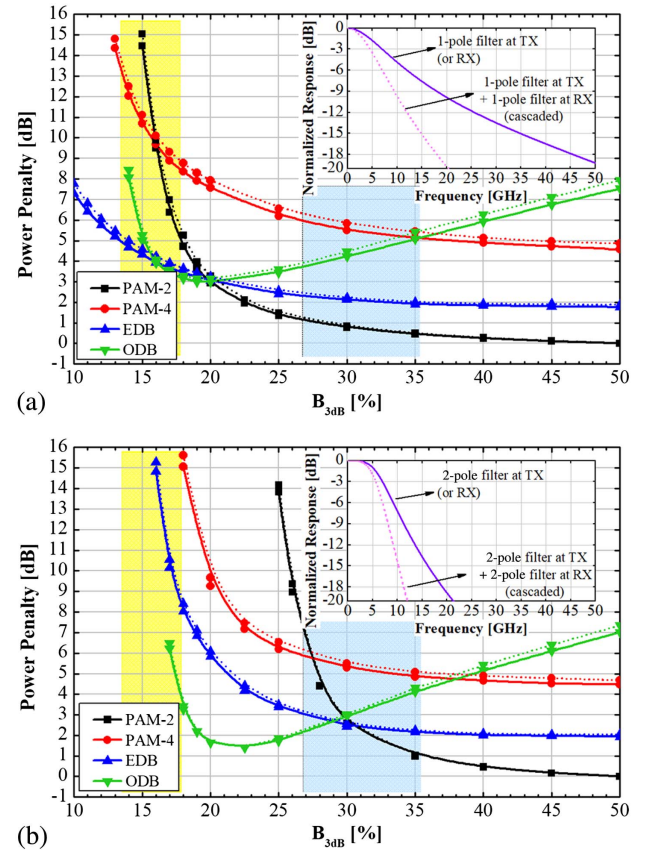 (a)
Power Penalty [dB]
16
15
14
13
12
11
10
9
8
7
6
5
4
3
2
1
0
-1
PAM-2
PAM-4
EDB
ODB
10 15 20 25 30 35 40 45 50
B3dB [%]
Normalized Response [dB]
0
-3
-6
-9
-12
-15
-18
-20
1-pole filter at TX
(or RX)
1-pole filter at TX
+ 1-pole filter at RX
(cascaded)
0 5 10 15 20 25 30 35 40 45 50
Frequency [GHz]
(b)
Power Penalty [dB]
16
15
14
13
12
11
10
9
8
7
6
5
4
3
2
1
0
-1
PAM-2
PAM-4
EDB
ODB
10 15 20 25 30 35 40 45 50
B3dB [%]
Normalized Response [dB]
0
-3
-6
-9
-12
-15
-18
-20
2-pole filter at TX
(or RX)
2-pole filter at TX
+ 2-pole filter at RX
(cascaded)
0 5 10 15 20 25 30 35 40 45 50
Frequency [GHz]